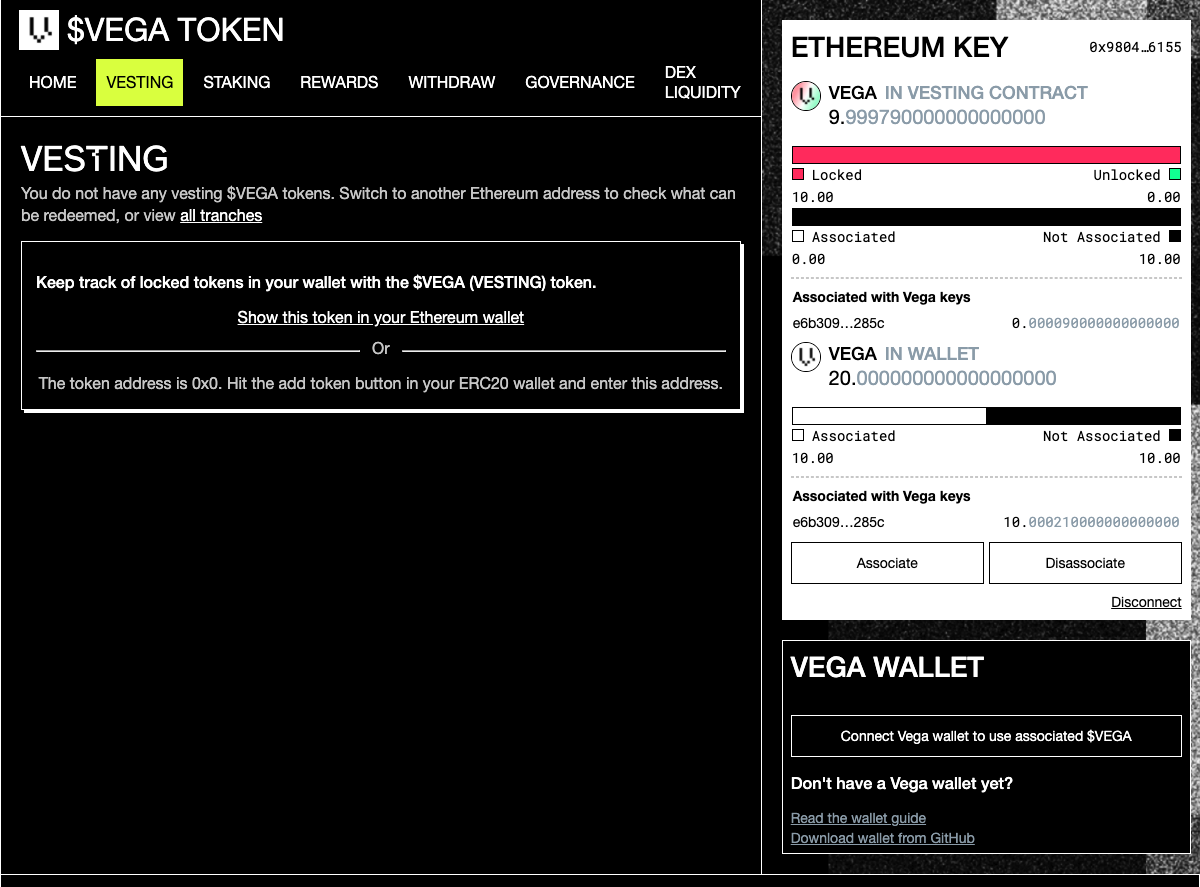 $VEGA TOKEN
HOME VESTING STAKING REWARDS WITHDRAW GOVERNANCE DEX LIQUIDITY
VESTING
You do not have any vesting $VEGA tokens. Switch to another Ethereum address to check what can
be redeemed, or view all tranches
Keep track of locked tokens in your wallet with the $VEGA (VESTING) token.
Show this token in your Ethereum wallet
Or
The token address is 0x0. Hit the add token button in your ERC20 wallet and enter this address.
ETHEREUM KEY 0x9804…6155
VEGA IN VESTING CONTRACT
9.999790000000000000
Locked Unlocked
10.00 0.00
Associated Not Associated
0.00 10.00
Associated with Vega keys
e6b309…285c 0.000090000000000000
VEGA IN WALLET
20.000000000000000000
Associated Not Associated
10.00 10.00
Associated with Vega keys
e6b309…285c 10.000210000000000000
Associate Disassociate
Disconnect
VEGA WALLET
Connect Vega wallet to use associated $VEGA
Don't have a Vega wallet yet?
Read the wallet guide
Download wallet from GitHub